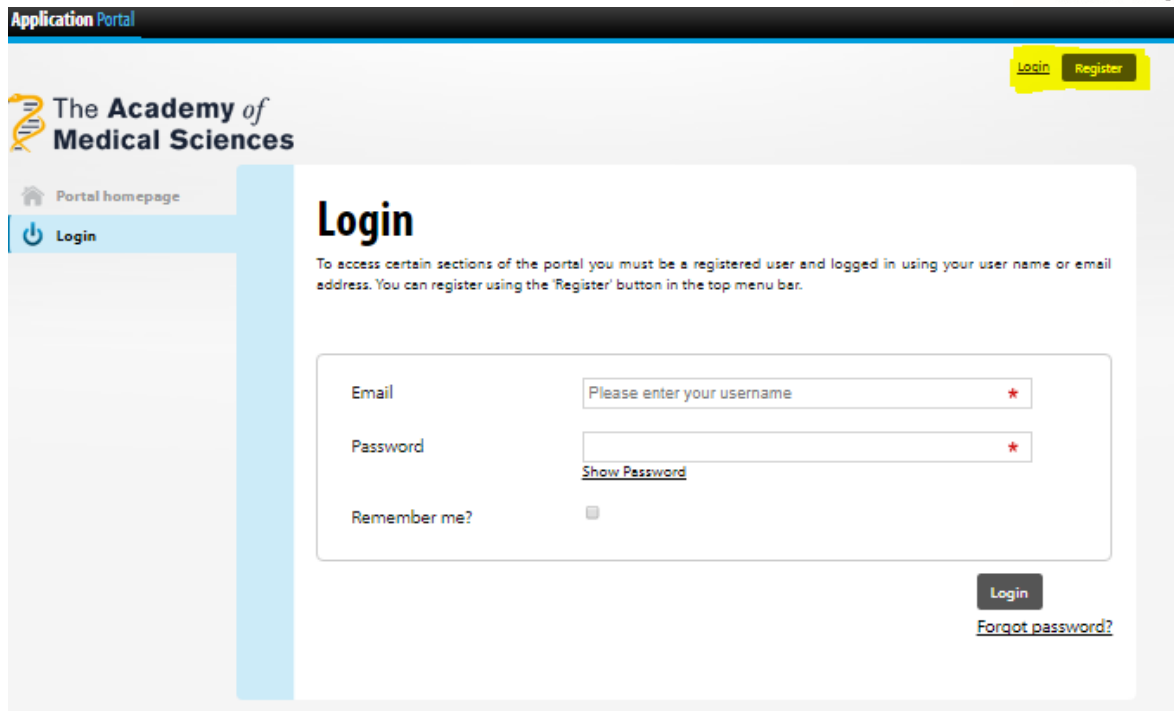 Application Portal
Login Register
The Academy of
Medical Sciences
Portal homepage
Login
Login
To access certain sections of the portal you must be a registered user and logged in using your user name or email
address. You can register using the 'Register' button in the top menu bar.
Email Please enter your username *
Password *
Show Password
Remember me?
Login
Forgot password?